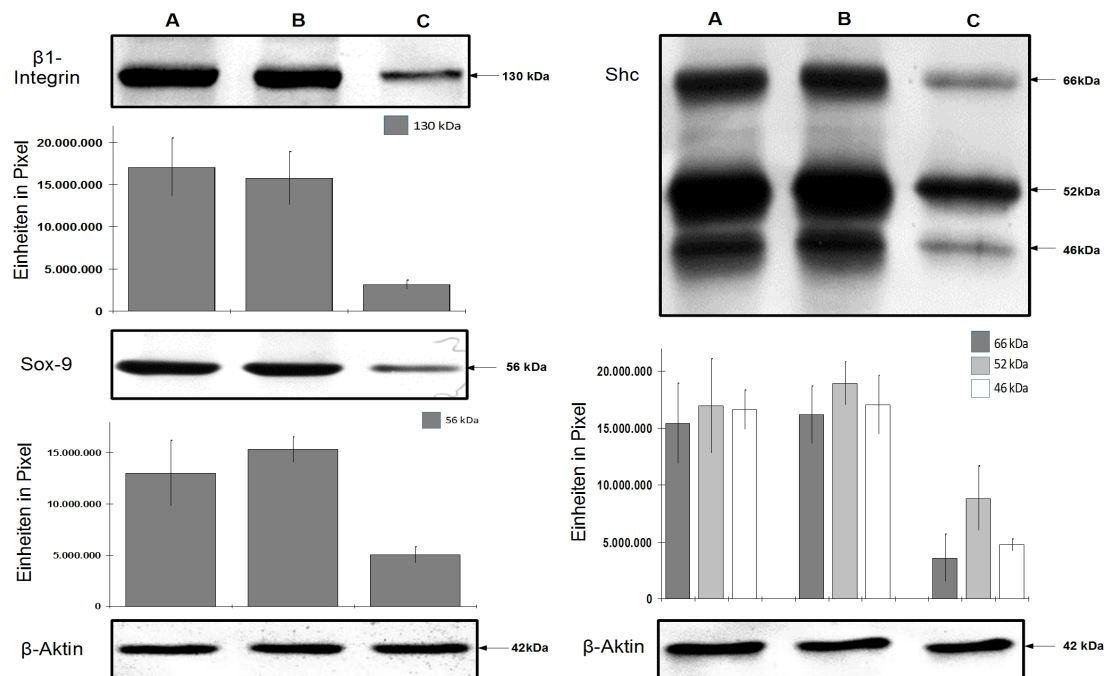 A B C
β1-
Integrin
130 kDa
130 kDa
Einheiten in Pixel
20.000.000
15.000.000
10.000.000
5.000.000
0
Sox-9
56 kDa
56 kDa
Einheiten in Pixel
15.000.000
10.000.000
5.000.000
0
β-Aktin
42kDa
A B C
Shc
66kDa
52kDa
46kDa
66 kDa
52 kDa
46 kDa
Einheiten in Pixel
20.000.000
15.000.000
10.000.000
5.000.000
0
β-Aktin
42 kDa